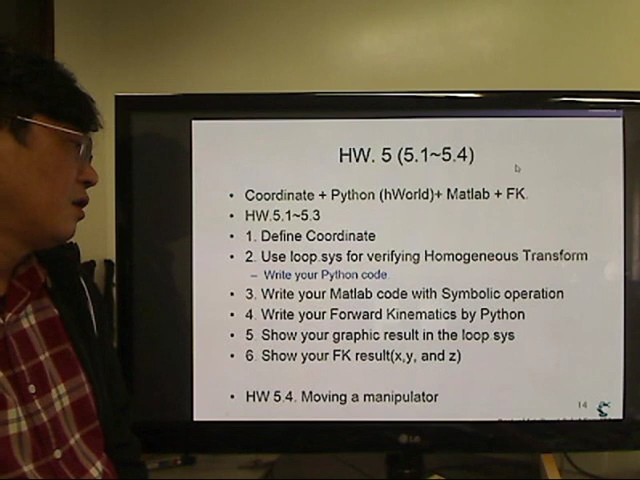 HW. 5 (5.1~5.4)
• Coordinate + Python (hWorld)+ Matlab + FK.
• HW.5.1~5.3
• 1. Define Coordinate
• 2. Use loop.sys for verifying Homogeneous Transform
– Write your Python code.
• 3. Write your Matlab code with Symbolic operation
• 4. Write your Forward Kinematics by Python
• 5. Show your graphic result in the loop sys
• 6. Show your FK result(x,y, and z)
• HW 5.4. Moving a manipulator
14
LG